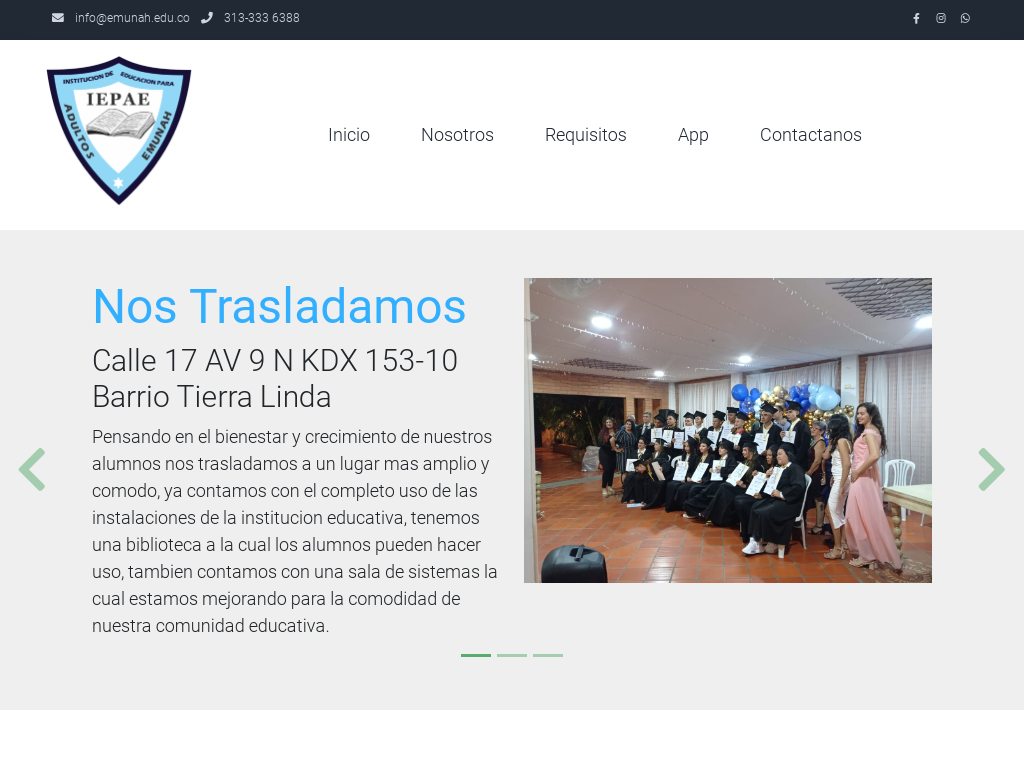 info@emunah.edu.co 313-333 6388
INSTITUCION DE EDUCACION PARA
IEPAE
ADULTOS
EMUNAH
Inicio Nosotros Requisitos App Contactanos
Nos Trasladamos
Calle 17 AV 9 N KDX 153-10
Barrio Tierra Linda
Pensando en el bienestar y crecimiento de nuestros
alumnos nos trasladamos a un lugar mas amplio y
comodo, ya contamos con el completo uso de las
instalaciones de la institucion educativa, tenemos
una biblioteca a la cual los alumnos pueden hacer
uso, tambien contamos con una sala de sistemas la
cual estamos mejorando para la comodidad de
nuestra comunidad educativa.